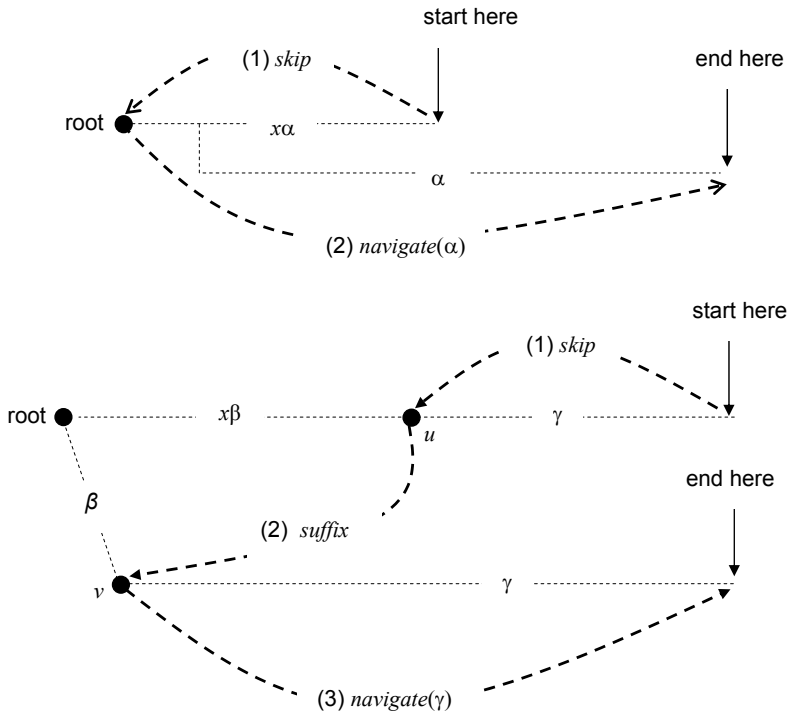 start here
(1) skip
end here
root
xα
α
(2) navigate(α)
start here
(1) skip
root
xβ
γ
u
end here
β
(2) suffix
γ
v
(3) navigate(γ)